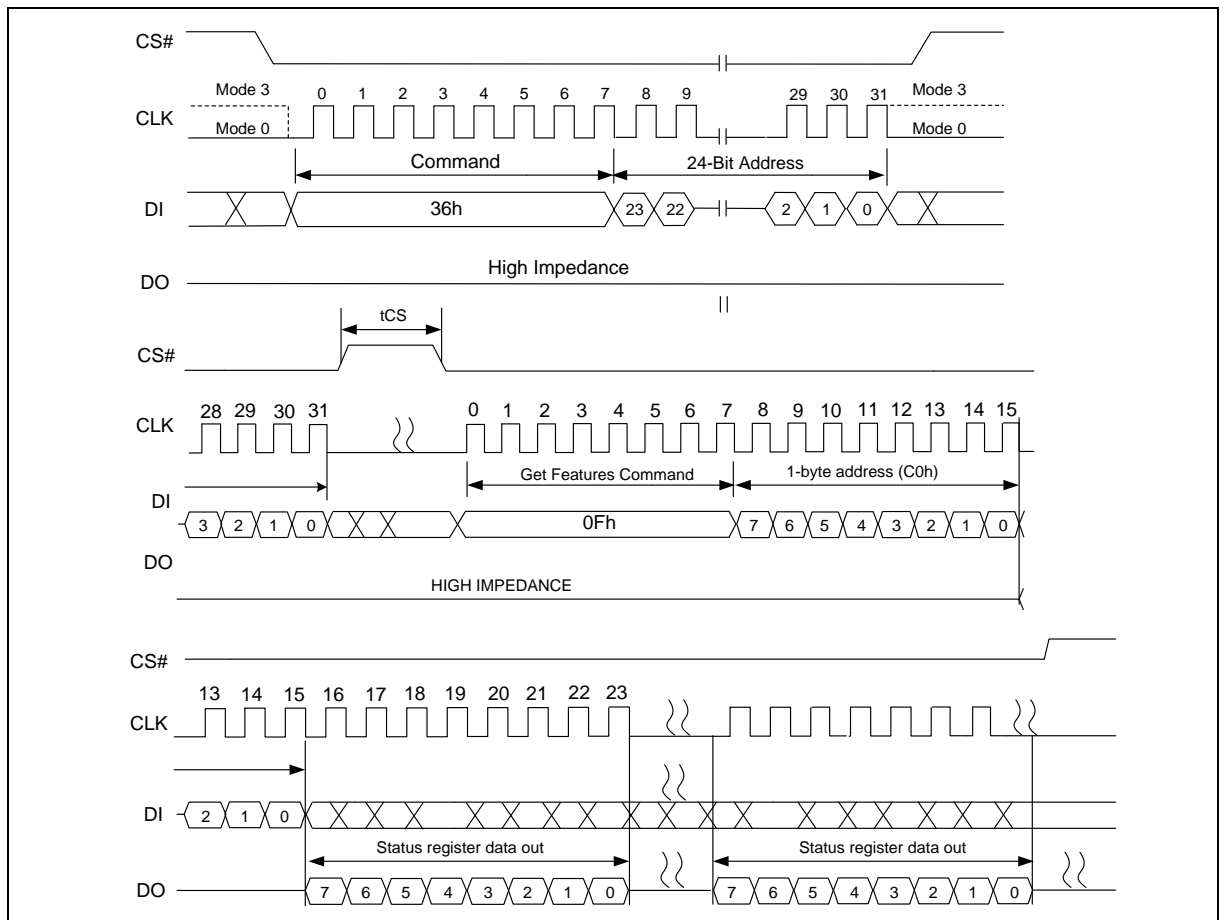 CS#
Mode 3 0 1 2 3 4 5 6 7 8 9 29 30 31 Mode 3
CLK
Mode 0 Mode 0
Command 24-Bit Address
DI 36h 23 22 2 1 0
High Impedance
DO
tCS
CS#
28 29 30 31 0 1 2 3 4 5 6 7 8 9 10 11 12 13 14 15
CLK
Get Features Command 1-byte address (C0h)
DI
3 2 1 0 0Fh 7 6 5 4 3 2 1 0
DO
HIGH IMPEDANCE
CS#
13 14 15 16 17 18 19 20 21 22 23
CLK
DI 2 1 0
Status register data out Status register data out
DO 7 6 5 4 3 2 1 0 7 6 5 4 3 2 1 0